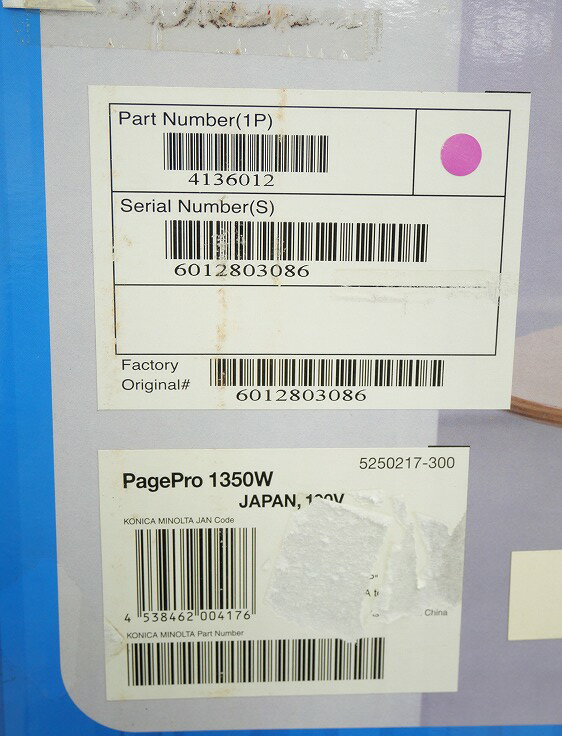 Part Number(1P)
4136012
Serial Number(S)
6012803086
Factory
Original#
6012803086
5250217-300
PagePro 1350W
JAPAN,
KONICA MINOLTA JAN Code
4 538462 004176
China
KONICA MINOLTA Part Number